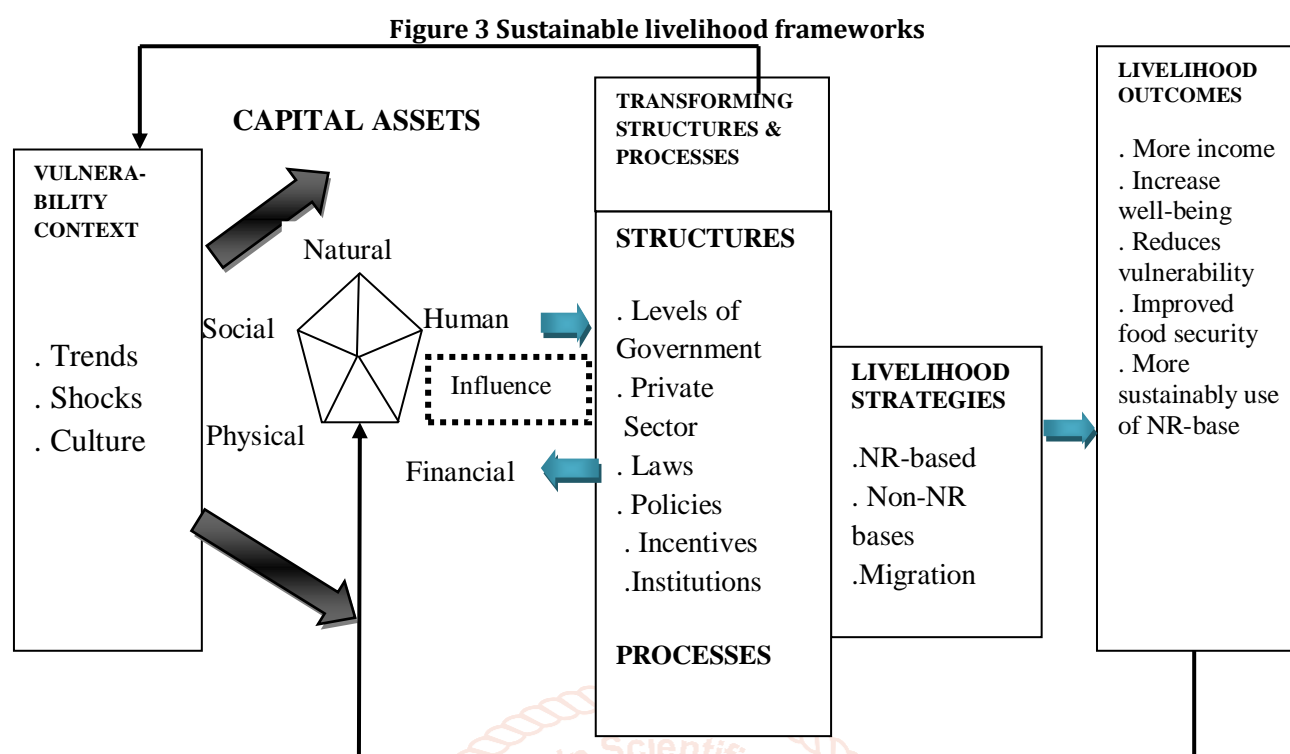 Figure 3 Sustainable livelihood frameworks
CAPITAL ASSETS
VULNERA-
BILITY
CONTEXT
. Trends
. Shocks
. Culture
Natural
Social
Human
Influence
Physical
Financial
TRANSFORMING
STRUCTURES &
PROCESSES
STRUCTURES
. Levels of
Government
. Private
Sector
. Laws
. Policies
. Incentives
.Institutions
PROCESSES
LIVELIHOOD
STRATEGIES
.NR-based
. Non-NR
bases
.Migration
LIVELIHOOD
OUTCOMES
. More income
. Increase
well-being
. Reduces
vulnerability
. Improved
food security
. More
sustainably use
of NR-base
in Scientif